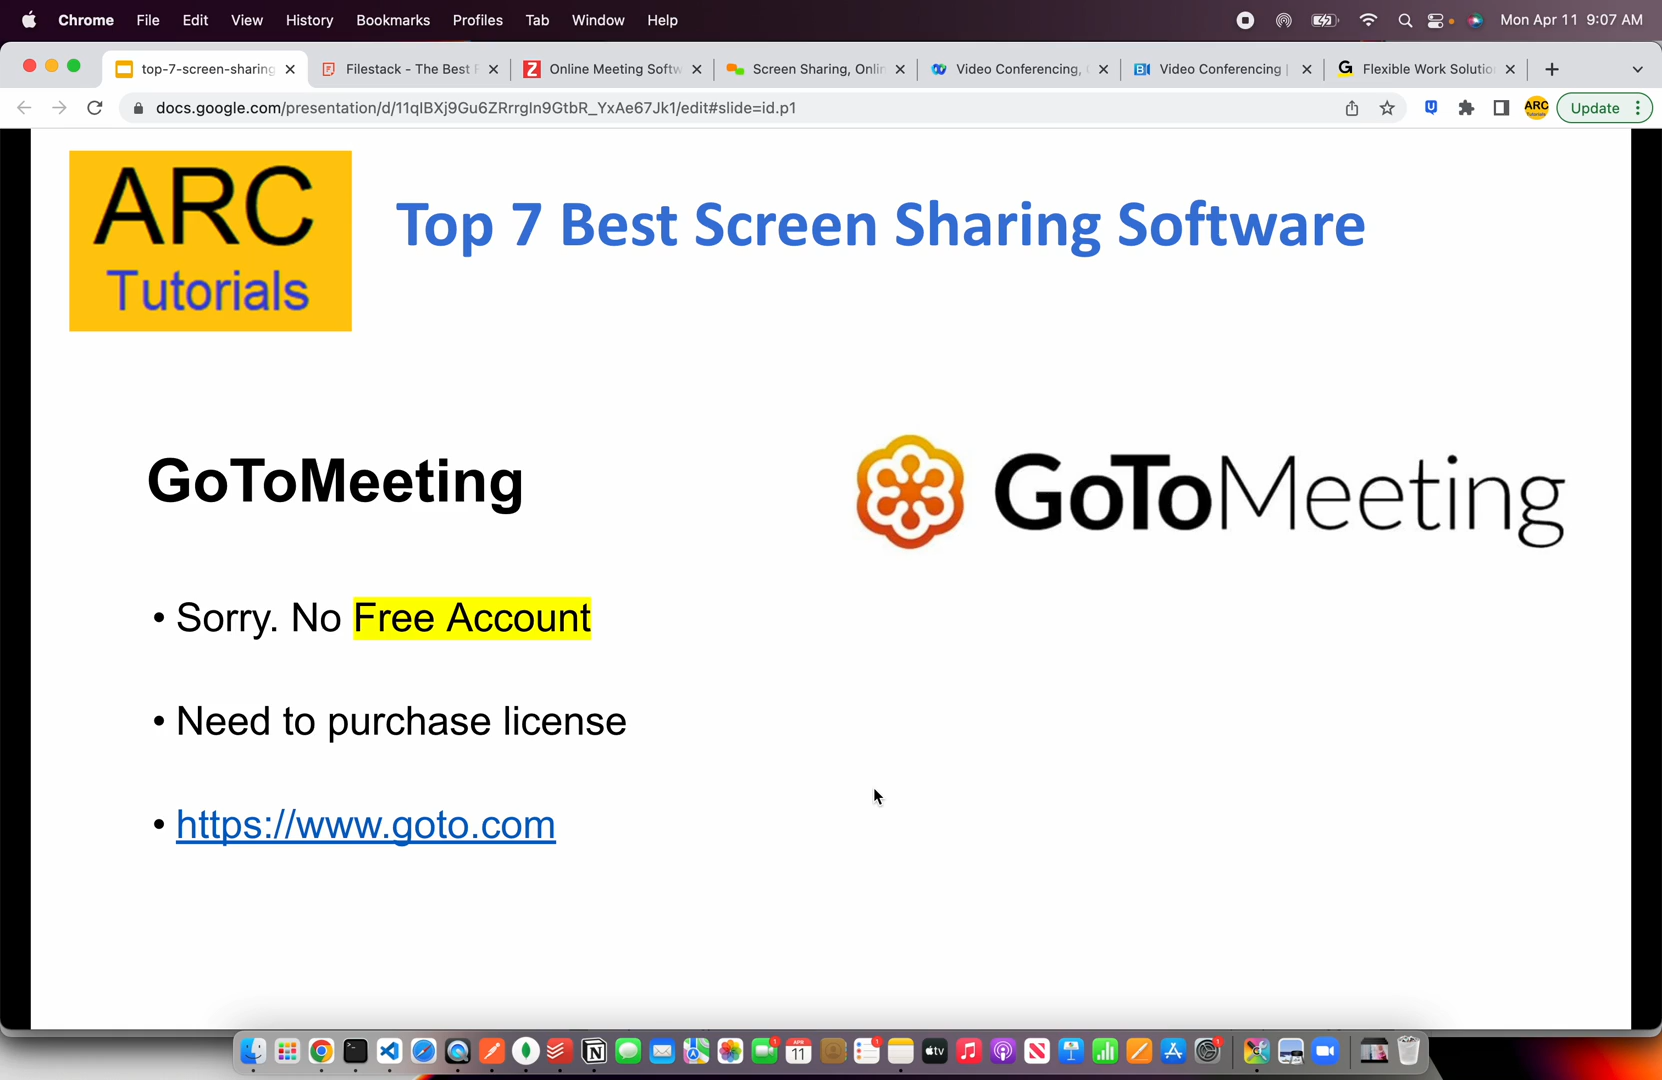 Chrome File Edit View History Bookmarks Profiles Tab Window Help Mon Apr 11 9:07 AM
top-7-screen-sharing Filestack - The Best F Online Meeting Softw Screen Sharing, Onlin Video Conferencing, Video Conferencing | Flexible Work Solutio
docs.google.com/presentation/d/11qIBXj9Gu6ZRrrgIn9GtbR_YxAe67Jk1/edit#slide=id.p1 ARC Tutorials Update
ARC
Tutorials
Top 7 Best Screen Sharing Software
GoToMeeting
GoToMeeting
• Sorry. No Free Account
• Need to purchase license
• https://www.goto.com